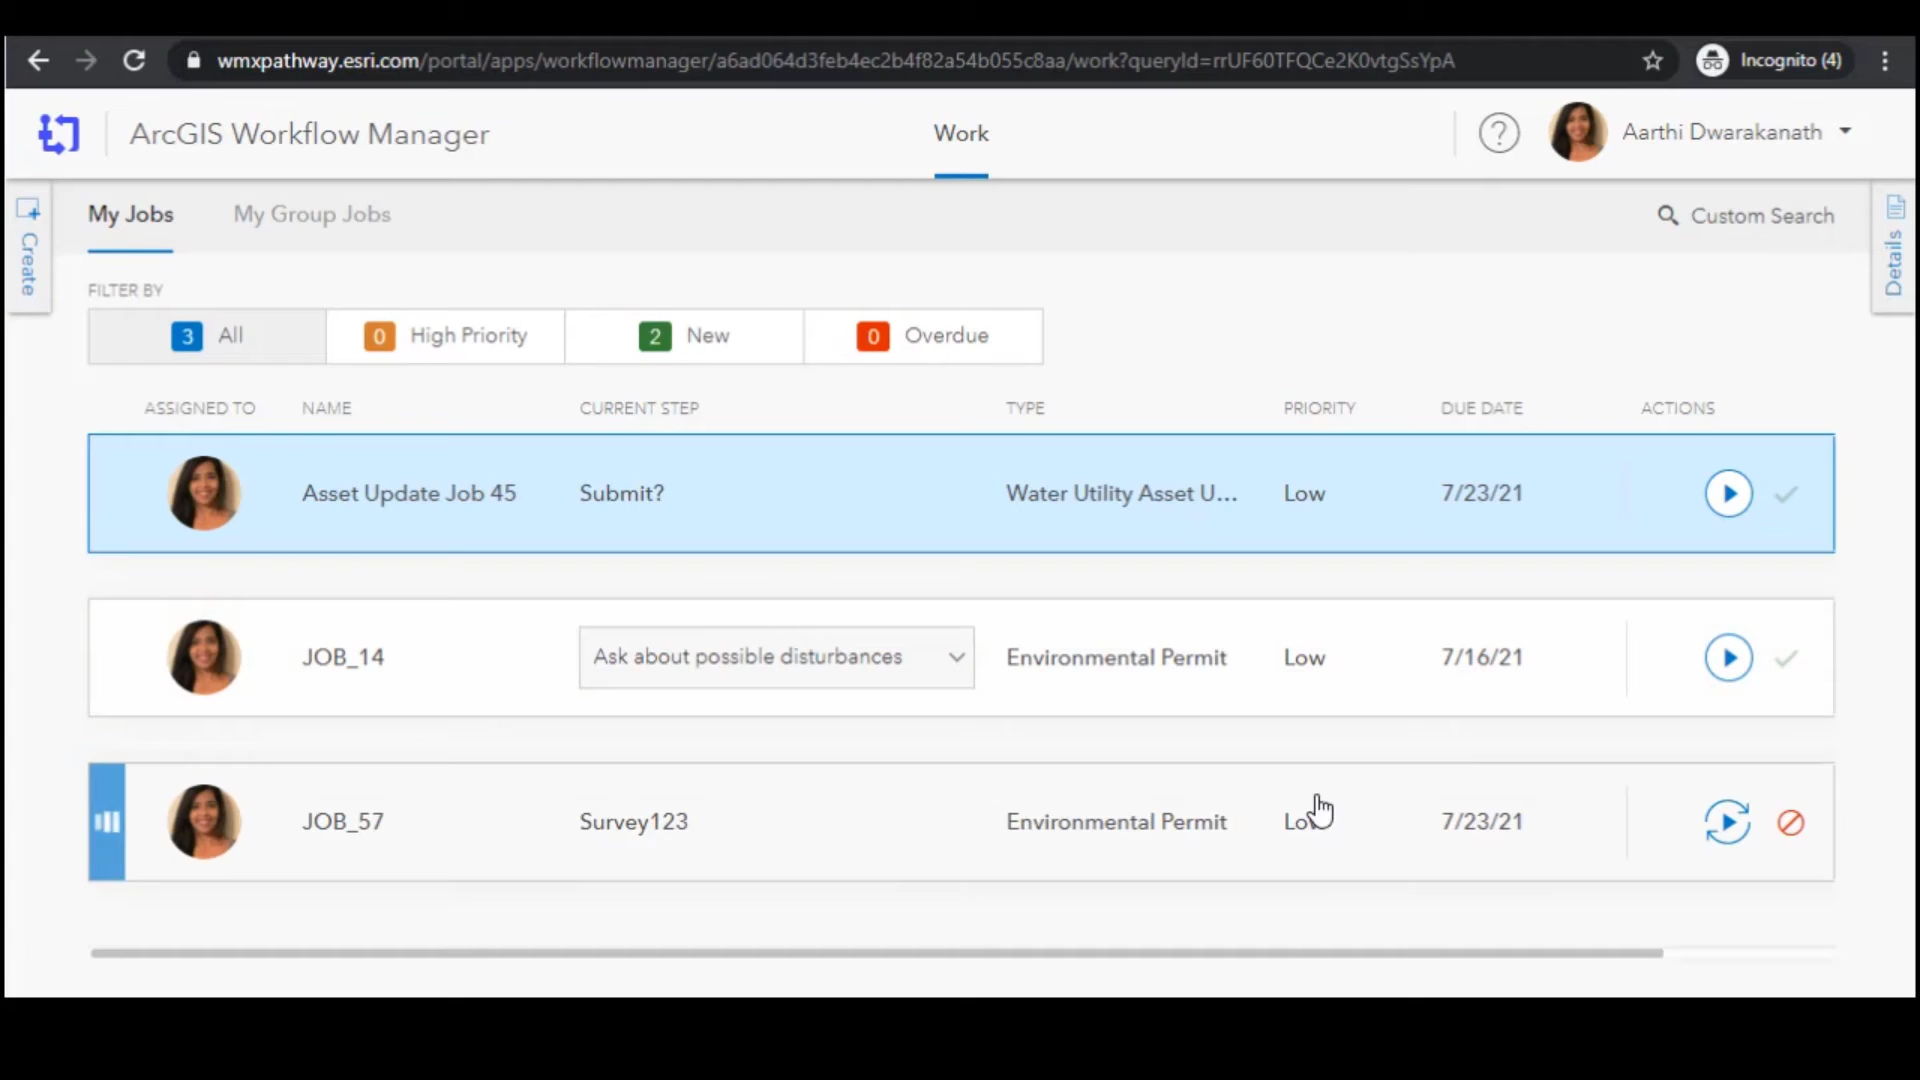 wmxpathway.esri.com/portal/apps/workflowmanager/a6ad064d3feb4ec2b4f82a54b055c8aa/work?queryId=rrUF60TFQCe2K0vtgSsYpA
Incognito (4)
ArcGIS Workflow Manager
Work
?
Aarthi Dwarakanath
Create
My Jobs
My Group Jobs
Custom Search
Details
FILTER BY
3 All
0 High Priority
2 New
0 Overdue
ASSIGNED TO NAME CURRENT STEP TYPE PRIORITY DUE DATE ACTIONS
Asset Update Job 45 Submit? Water Utility Asset U... Low 7/23/21
JOB_14 Ask about possible disturbances Environmental Permit Low 7/16/21
JOB_57 Survey123 Environmental Permit Low 7/23/21